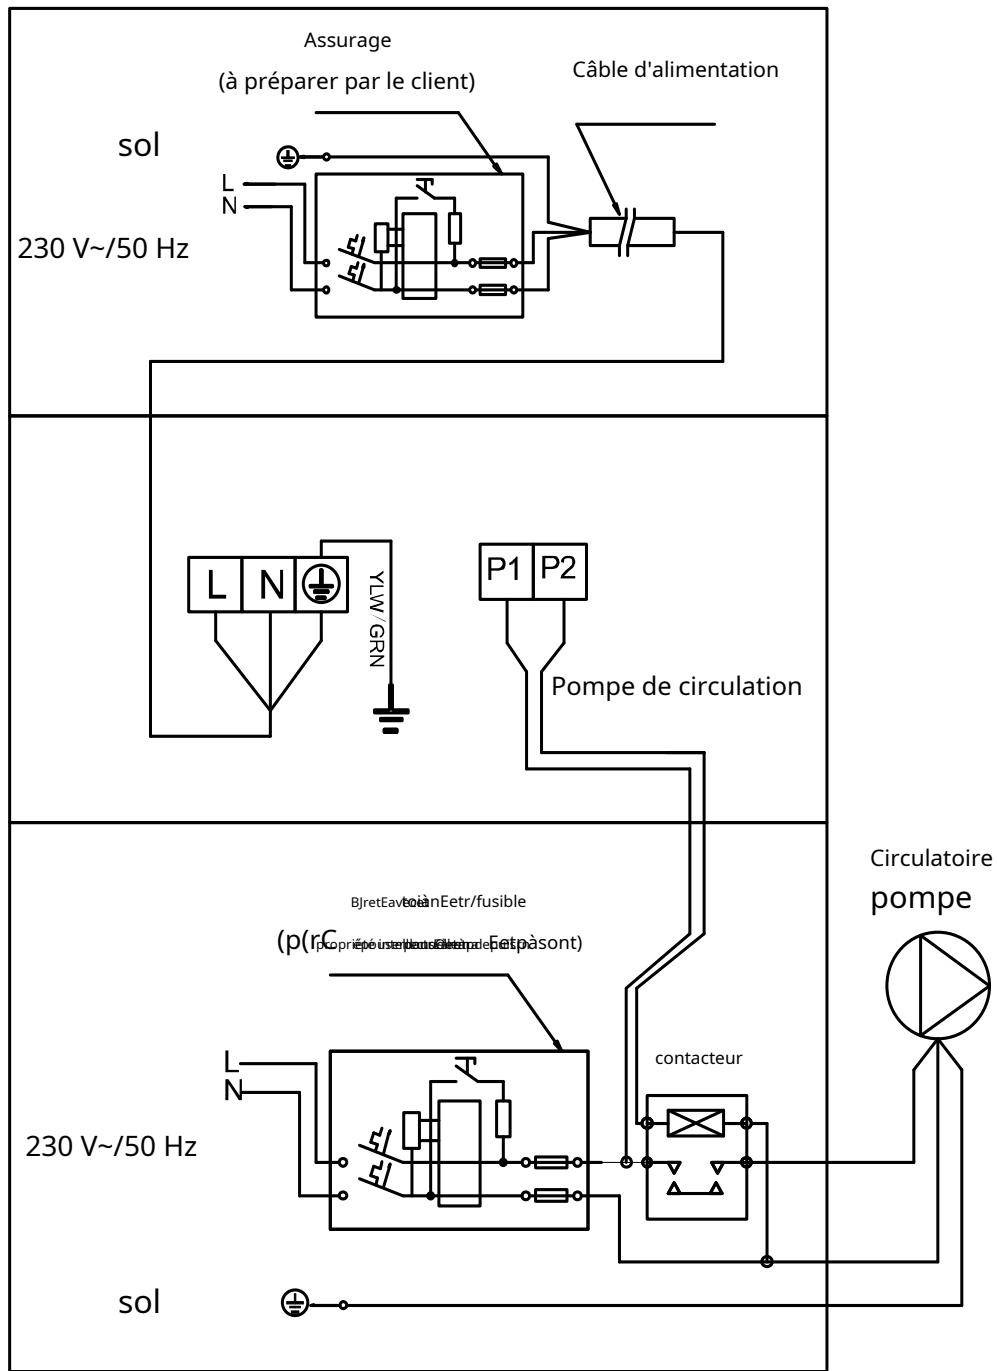 Assurage
(à préparer par le client)
Câble d'alimentation
sol
L
N
230 V~/50 Hz
L N
YLW/GRN
P1 P2
Pompe de circulation
Circulatoire
pompe
/fusible
contacteur
L
N
230 V~/50 Hz
sol